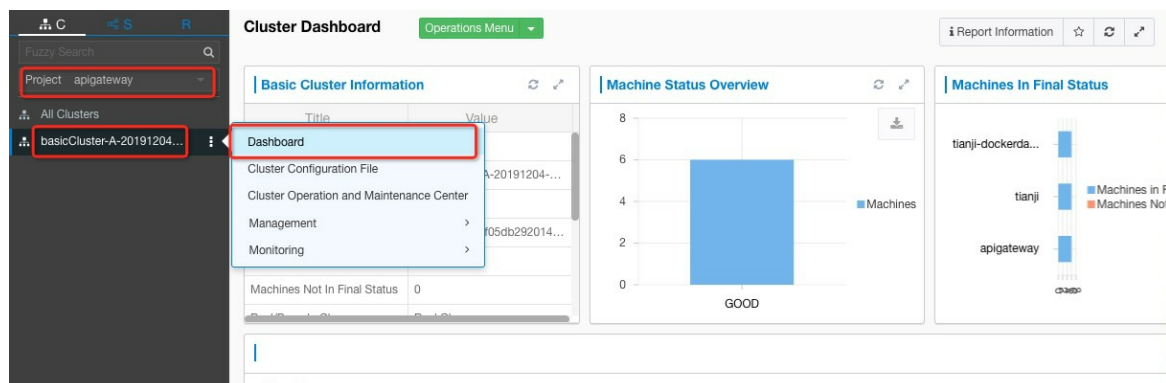 C S R
Fuzzy Search
Project apigateway
All Clusters
basicCluster-A-20191204...
Cluster Dashboard
Operations Menu
Report Information
Basic Cluster Information
Title Value
A-20191204-...
f05db292014...
Machines Not In Final Status 0
Dashboard
Cluster Configuration File
Cluster Operation and Maintenance Center
Management
Monitoring
Machine Status Overview
8
6
4
2
0
GOOD
Machines
Machines In Final Status
tianji-dockerda...
tianji
apigateway
Machines in F
Machines Not